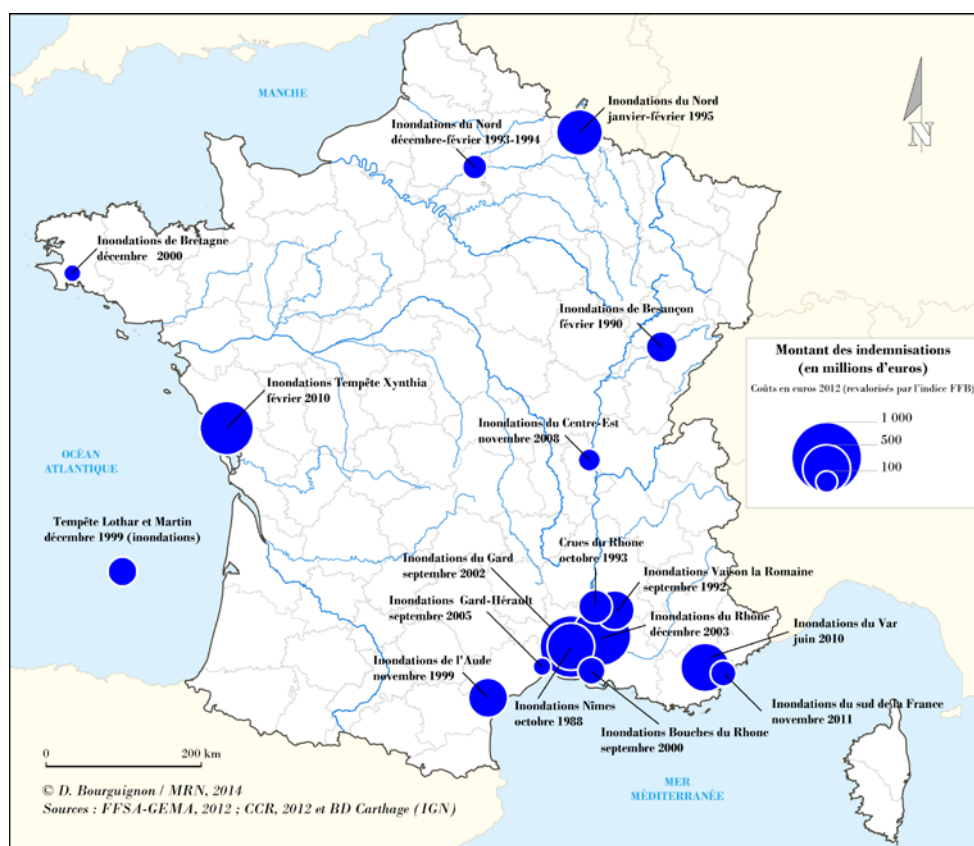 MANCHE
Inondations du Nord
janvier-février 1995
Inondations du Nord
décembre-février 1993-1994
N
Inondations de Bretagne
décembre 2000
Inondations de Besançon
février 1990
Montant des indemnisations
(en millions d'euros)
Coûts en euros 2012 (revalorisés par l'indice FFB)
1 000
500
100
Inondations Tempête Xynthia
février 2010
Inondations du Centre-Est
novembre 2008
OCÉAN
ATLANTIQUE
Tempête Lothar et Martin
décembre 1999 (inondations)
Crues du Rhone
octobre 1993
Inondations du Gard
septembre 2002
Inondations Vaison la Romaine
septembre 1992
Inondations Gard-Hérault
septembre 2005
Inondations du Rhône
décembre 2003
Inondations du Var
juin 2010
Inondations de l'Aude
novembre 1999
Inondations Nîmes
octobre 1988
Inondations du sud de la France
novembre 2011
Inondations Bouches du Rhone
septembre 2000
0
200 km
MER
MÉDITERRANÉE
© D. Bourguignon / MRN, 2014
Sources : FFSA-GEMA, 2012 ; CCR, 2012 et BD Carthage (IGN)